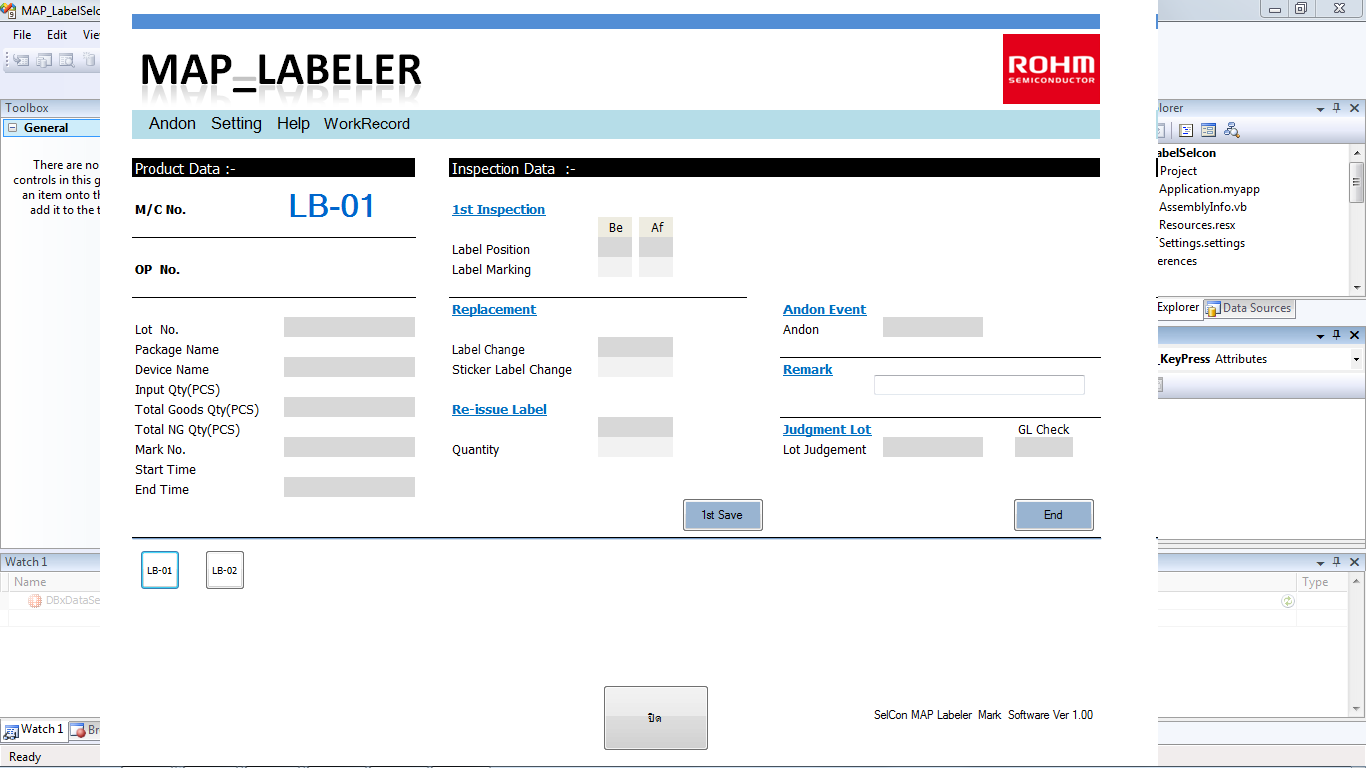 MAP_LabelSelco
File Edit Vie
Toolbox
General
There are no
controls in this g
an item onto th
add it to the t
MAP_LABELER
ROHM
SEMICONDUCTOR
Andon Setting Help WorkRecord
Product Data :-
M/C No. LB-01
OP No.
Lot No.
Package Name
Device Name
Input Qty(PCS)
Total Goods Qty(PCS)
Total NG Qty(PCS)
Mark No.
Start Time
End Time
Inspection Data :-
1st Inspection
Be Af
Label Position
Label Marking
Replacement
Label Change
Sticker Label Change
Re-issue Label
Quantity
Andon Event
Andon
Remark
Judgment Lot GL Check
Lot Judgement
1st Save
End
LB-01 LB-02
ปิด
SelCon MAP Labeler Mark Software Ver 1.00
lorer
abelSelcon
Project
Application.myapp
AssemblyInfo.vb
Resources.resx
Settings.settings
erences
Explorer Data Sources
_KeyPress Attributes
Watch 1
Name
Type
DBxDataSe
Watch 1 Br
Ready